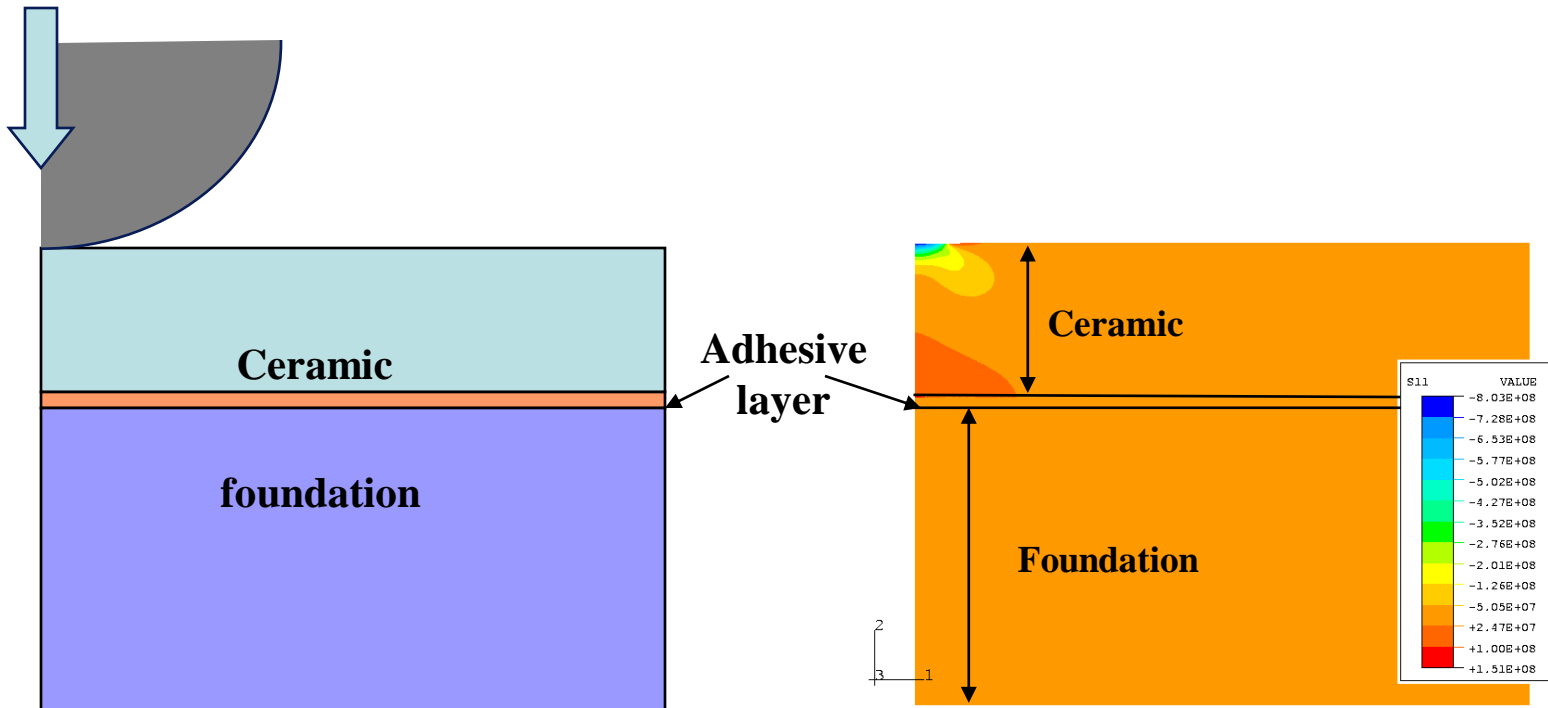 Ceramic
foundation
Adhesive
layer
Ceramic
Foundation
2
3
1
S11 VALUE
-8.03E+08
-7.28E+08
-6.53E+08
-5.77E+08
-5.02E+08
-4.27E+08
-3.52E+08
-2.76E+08
-2.01E+08
-1.26E+08
-5.05E+07
+2.47E+07
+1.00E+08
+1.51E+08